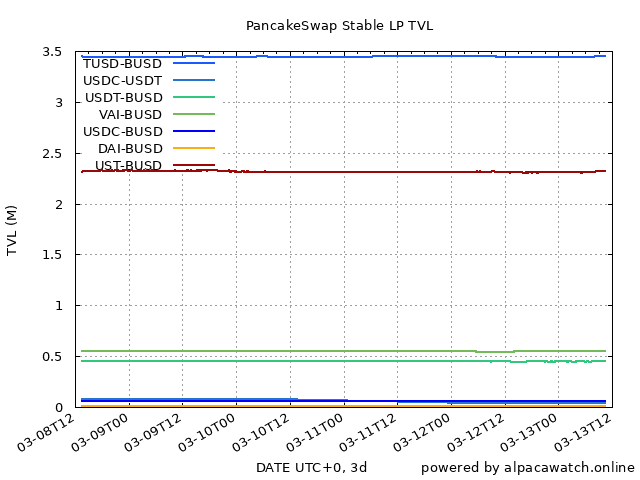 PancakeSwap Stable LP TVL
3.5
3
2.5
2
1.5
1
0.5
0
TVL (M)
TUSD-BUSD
USDC-USDT
USDT-BUSD
VAI-BUSD
USDC-BUSD
DAI-BUSD
UST-BUSD
03-08T12
03-09T00
03-09T12
03-10T00
03-10T12
03-11T00
03-11T12
03-12T00
03-12T12
03-13T00
03-13T12
DATE UTC+0, 3d
powered by alpacawatch.online